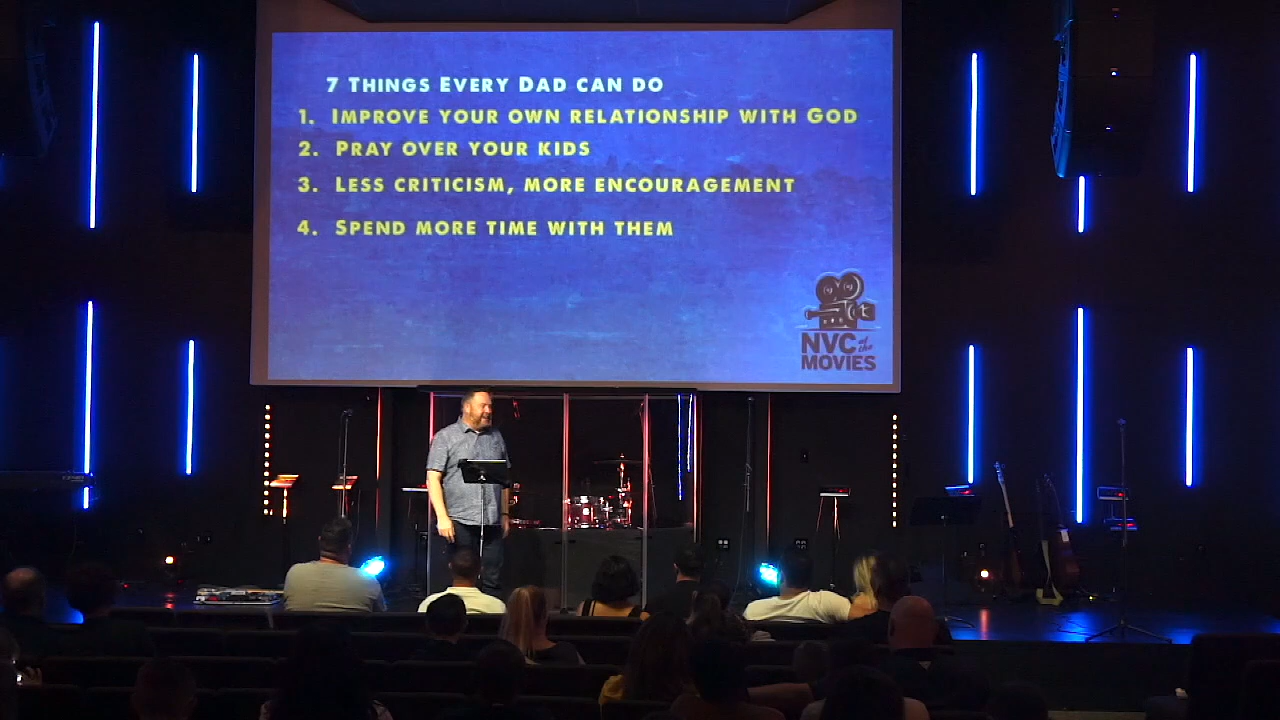 7 Things Every Dad can do
1. Improve your own relationship with God
2. Pray over your kids
3. Less criticism, more encouragement
4. Spend more time with them
NVC at the
MOVIES